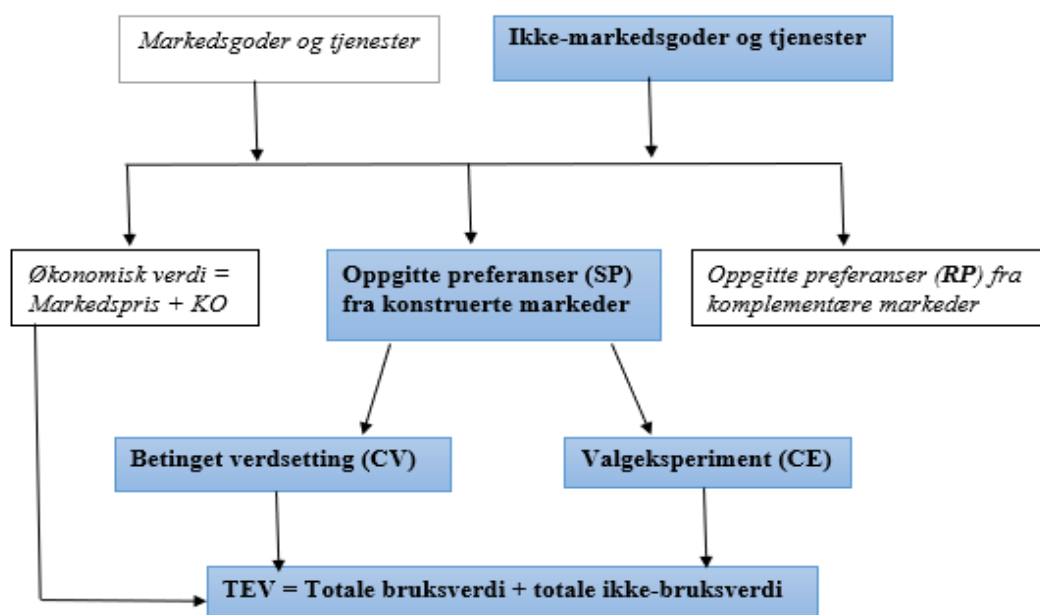 Markedsgoder og tjenester
Ikke-markedsgoder og tjenester
Økonomisk verdi =
Markedspris + KO
Oppgitte preferanser (SP)
fra konstruerte markeder
Oppgitte preferanser (RP) fra
komplementære markeder
Betinget verdsetting (CV)
Valgeksperiment (CE)
TEV = Totale bruksverdi + totale ikke-bruksverdi